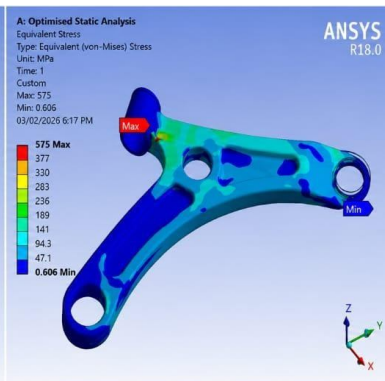 A: Optimised Static Analysis
Equivalent Stress
Type: Equivalent (von-Mises) Stress
Unit: MPa
Time: 1
Custom
Max: 575
Min: 0.606
03/02/2026 6:17 PM
ANSYS
R18.0
575 Max
377
330
283
236
189
141
94.3
47.1
0.606 Min
Max
Min
Z
Y
X